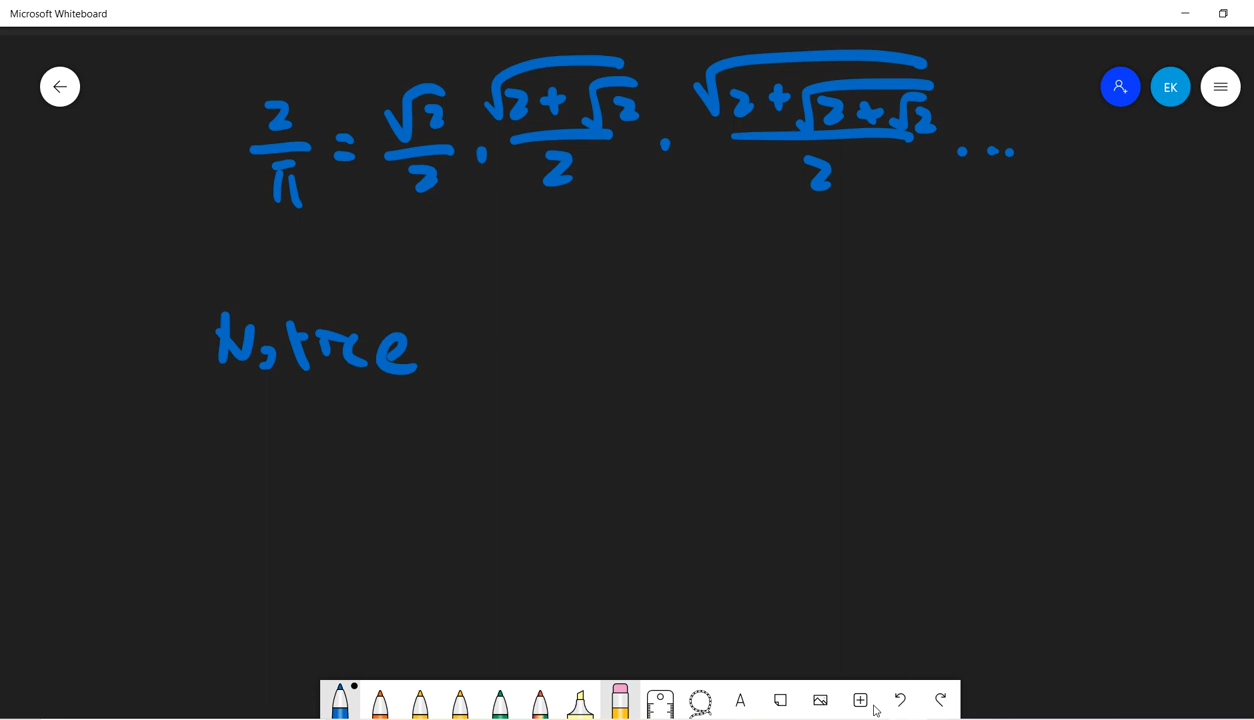 Microsoft Whiteboard
2/π = √2/2 · √(2+√2)/2 · √(2+√(2+√2))/2 ...
EK
A